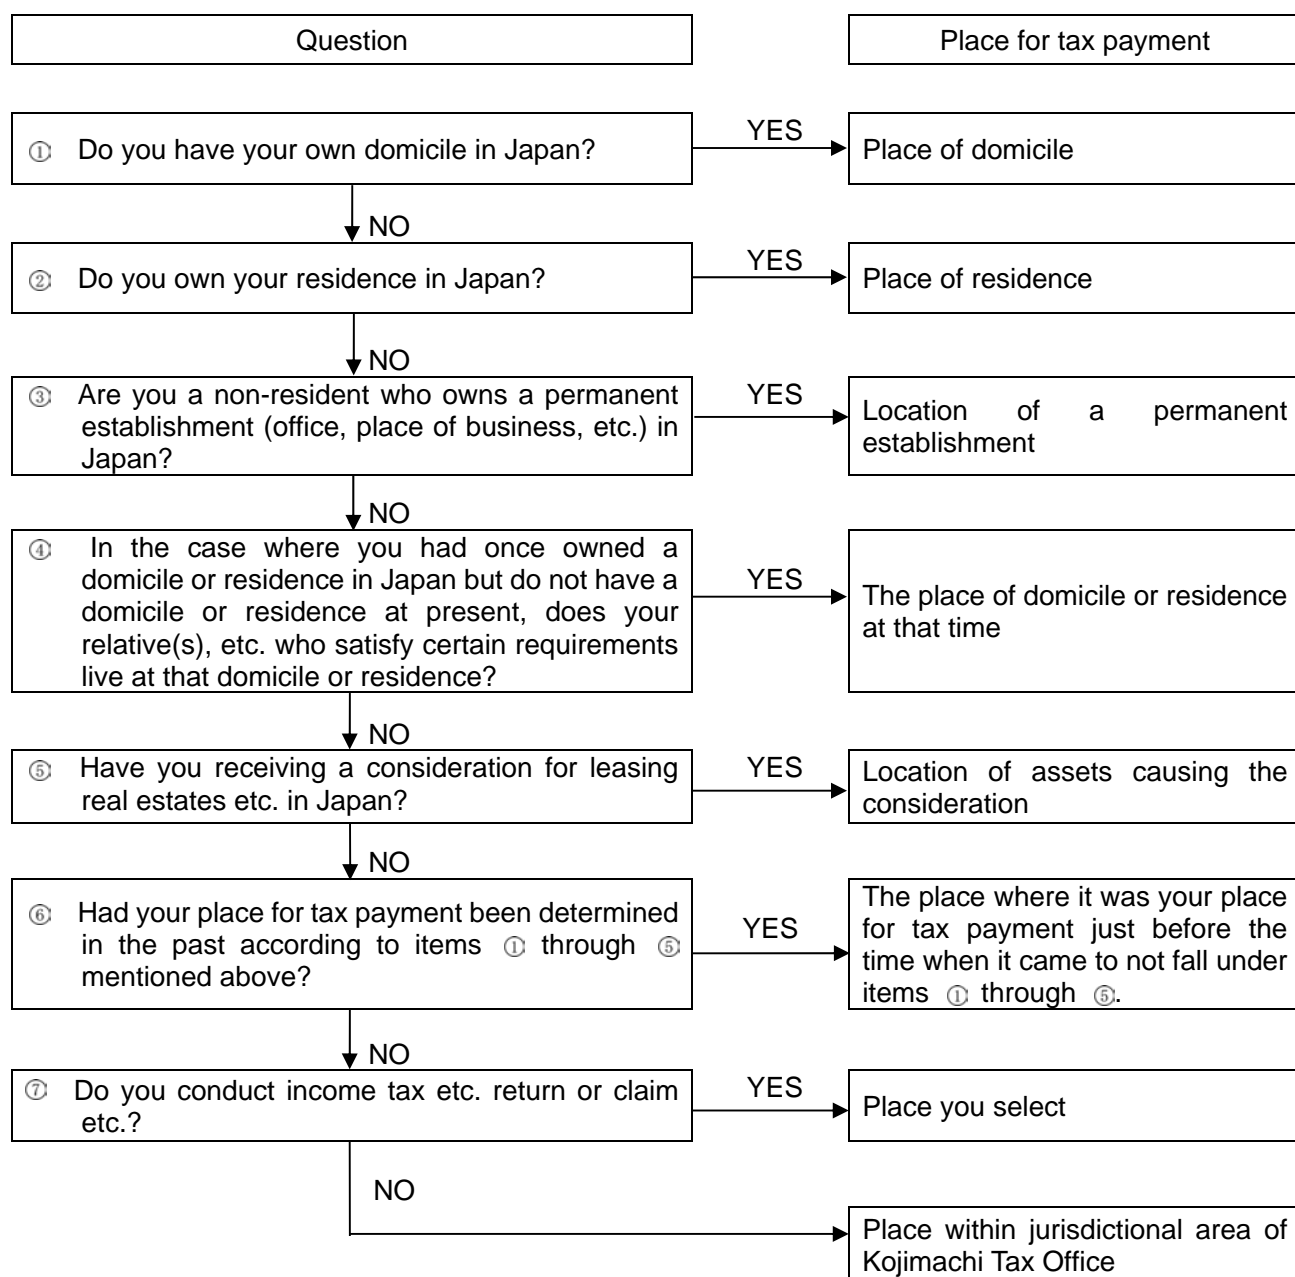 Question
Place for tax payment
① Do you have your own domicile in Japan?
YES
Place of domicile
NO
② Do you own your residence in Japan?
YES
Place of residence
NO
③ Are you a non-resident who owns a permanent
establishment (office, place of business, etc.) in
Japan?
YES
Location of a permanent
establishment
NO
④ In the case where you had once owned a
domicile or residence in Japan but do not have a
domicile or residence at present, does your
relative(s), etc. who satisfy certain requirements
live at that domicile or residence?
YES
The place of domicile or residence
at that time
NO
⑤ Have you receiving a consideration for leasing
real estates etc. in Japan?
YES
Location of assets causing the
consideration
NO
⑥ Had your place for tax payment been determined
in the past according to items ① through ⑤
mentioned above?
YES
The place where it was your place
for tax payment just before the
time when it came to not fall under
items ① through ⑤.
NO
⑦ Do you conduct income tax etc. return or claim
etc.?
YES
Place you select
NO
Place within jurisdictional area of
Kojimachi Tax Office